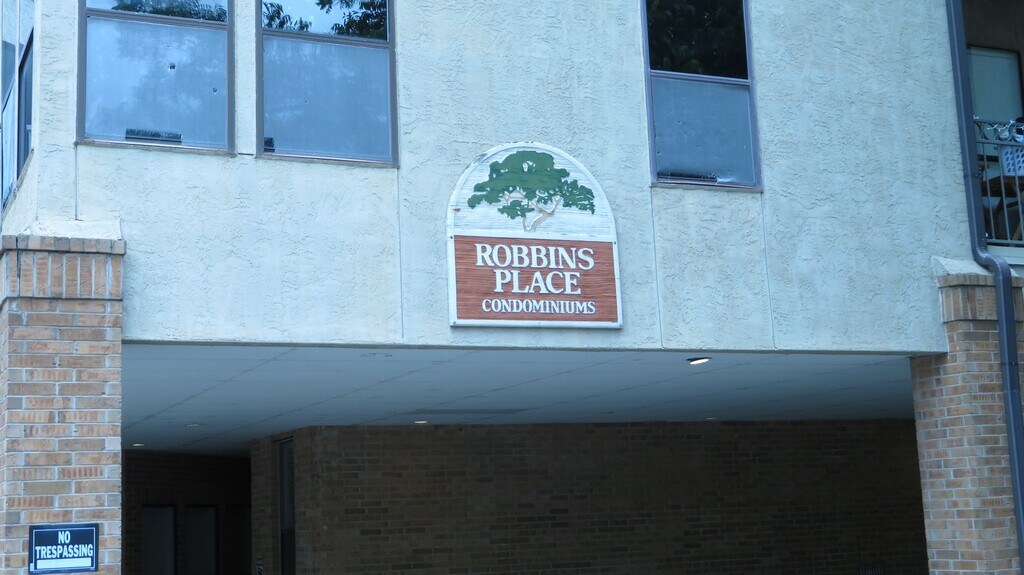 ROBBINS
PLACE
CONDOMINIUMS
NO
TRESPASSING